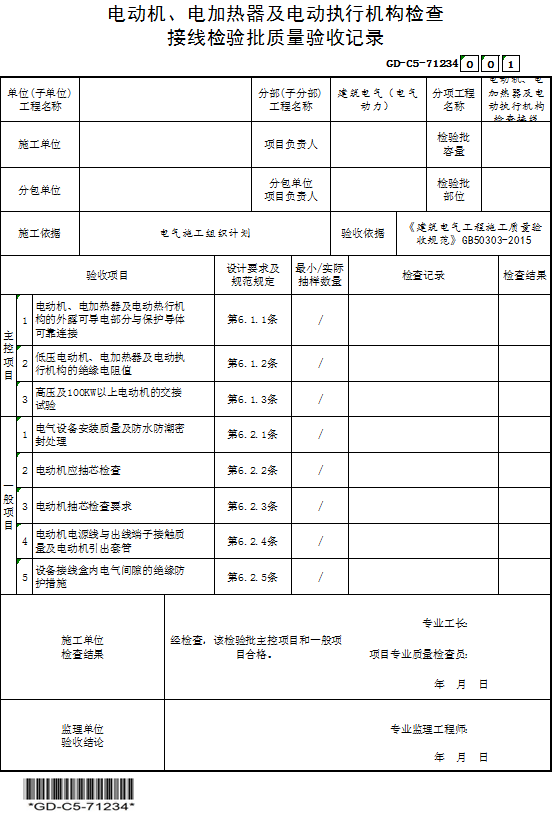 电动机、电加热器及电动执行机构检查
接线检验批质量验收记录
GD-C5-71234 0 0 1
单位(子单位)
工程名称
分部(子分部)
工程名称
建筑电气（电气
动力）
分项工程
名称
电动机、电
加热器及电
动执行机构
检查接线
施工单位
项目负责人
检验批
容量
分包单位
分包单位
项目负责人
检验批
部位
施工依据
电气施工组织计划
验收依据
《建筑电气工程施工质量验
收规范》GB50303-2015
验收项目
设计要求及
规范规定
最小/实际
抽样数量
检查记录
检查结果
主控项目
1
电动机、电加热器及电动热行机
构的外露可导电部分与保护导体
可靠连接
第6.1.1条
/
2
低压电动机、电加热器及电动执
行机构的绝缘电阻值
第6.1.2条
/
3
高压及100KW以上电动机的交接
试验
第6.1.3条
/
一般项目
1
电气设备安装质量及防水防潮密
封处理
第6.2.1条
/
2
电动机应抽芯检查
第6.2.2条
/
3
电动机抽芯检查要求
第6.2.3条
/
4
电动机电源线与出线端子接触质
量及电动机引出套管
第6.2.4条
/
5
设备接线盒内电气间隙的绝缘防
护措施
第6.2.5条
/
施工单位
检查结果
经检查，该检验批主控项目和一般项
目合格。
专业工长：
项目专业质量检查员：
年 月 日
监理单位
验收结论
专业监理工程师：
年 月 日
*GD-C5-71234*